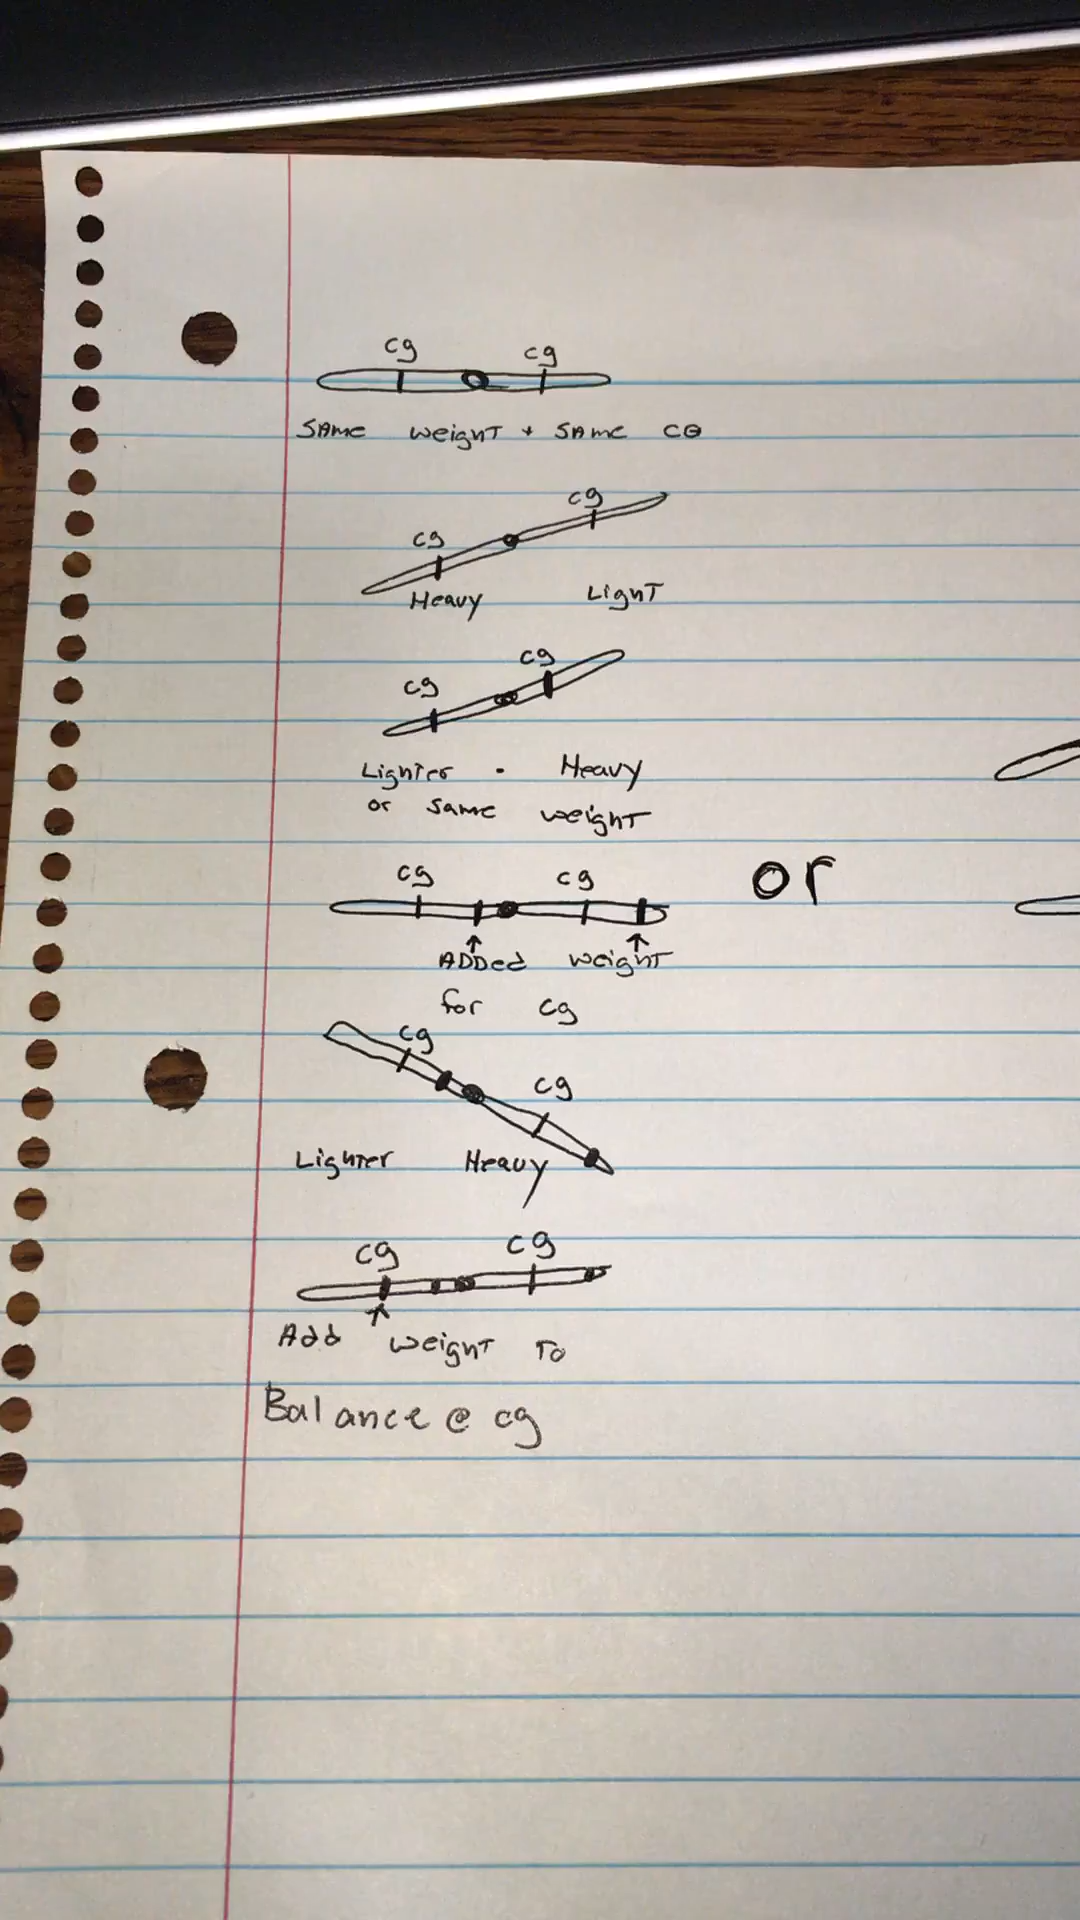 cg cg
SAme weighT + SAme CG
cg
cg
Heavy LighT
cg
cg
LighTer - Heavy
or same weighT
cg cg or
ADDed weighT
for cg
cg
cg
LighTer Heavy
cg cg
Add weighT To
Balance @ cg